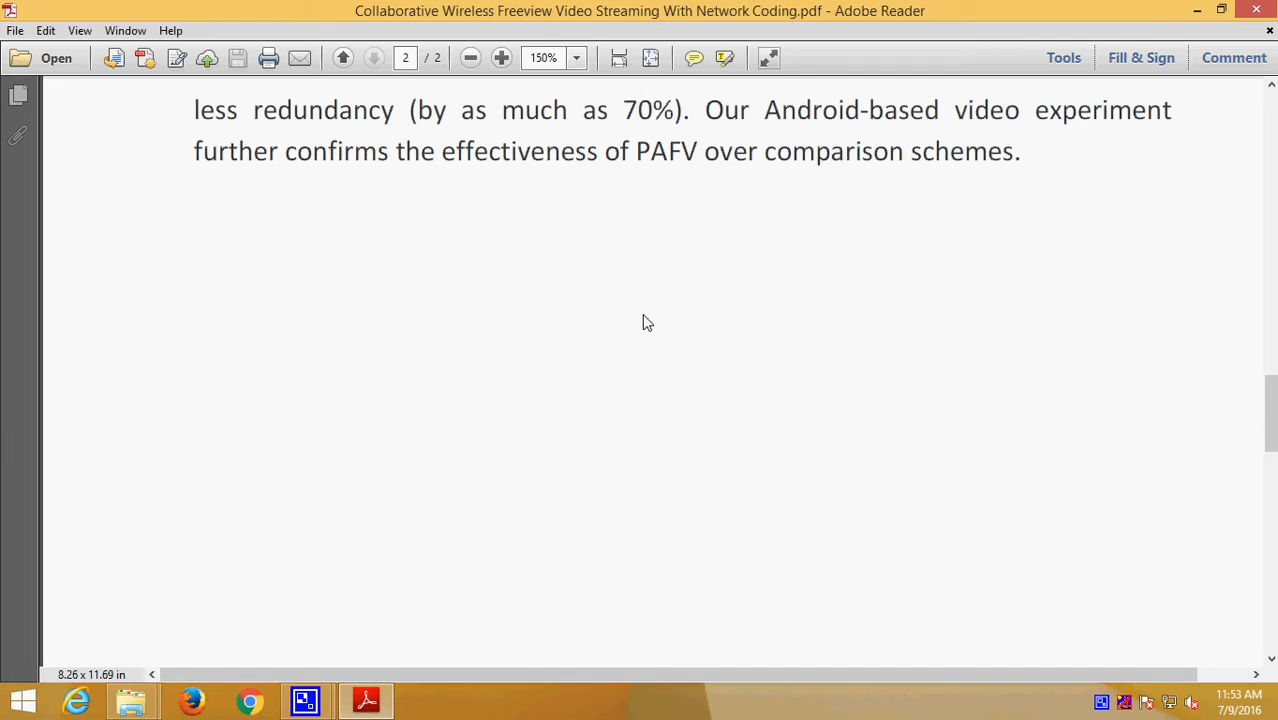 Collaborative Wireless Freeview Video Streaming With Network Coding.pdf - Adobe Reader
File Edit View Window Help
Open 2 / 2 150% Tools Fill & Sign Comment
less redundancy (by as much as 70%). Our Android-based video experiment
further confirms the effectiveness of PAFV over comparison schemes.
8.26 x 11.69 in
11:53 AM
7/9/2016